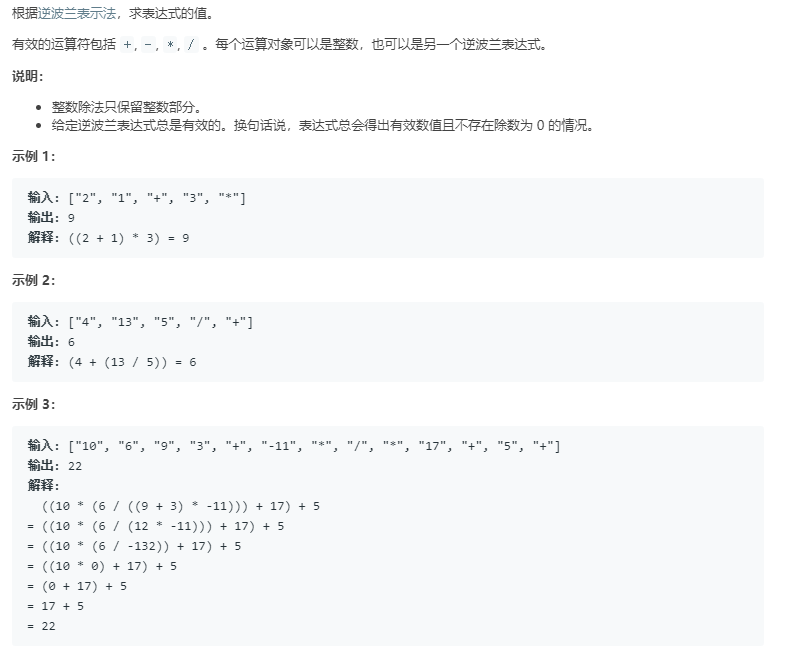 根据逆波兰表示法，求表达式的值。
有效的运算符包括 +, -, *, / 。每个运算对象可以是整数，也可以是另一个逆波兰表达式。
说明：
• 整数除法只保留整数部分。
• 给定逆波兰表达式总是有效的。换句话说，表达式总会得出有效数值且不存在除数为 0 的情况。
示例 1：
输入: ["2", "1", "+", "3", "*"]
输出: 9
解释: ((2 + 1) * 3) = 9
示例 2：
输入: ["4", "13", "5", "/", "+"]
输出: 6
解释: (4 + (13 / 5)) = 6
示例 3：
输入: ["10", "6", "9", "3", "+", "-11", "*", "/", "*", "17", "+", "5", "+"]
输出: 22
解释:
((10 * (6 / ((9 + 3) * -11))) + 17) + 5
= ((10 * (6 / (12 * -11))) + 17) + 5
= ((10 * (6 / -132)) + 17) + 5
= ((10 * 0) + 17) + 5
= (0 + 17) + 5
= 17 + 5
= 22